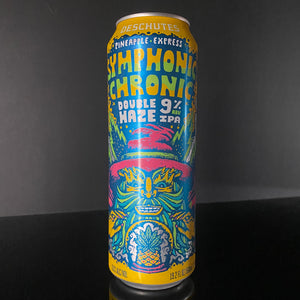 DESCHUTES
PINEAPPLE • EXPRESS
SYMPHONIC
CHRONIC
DOUBLE 9%
HAZE IPA